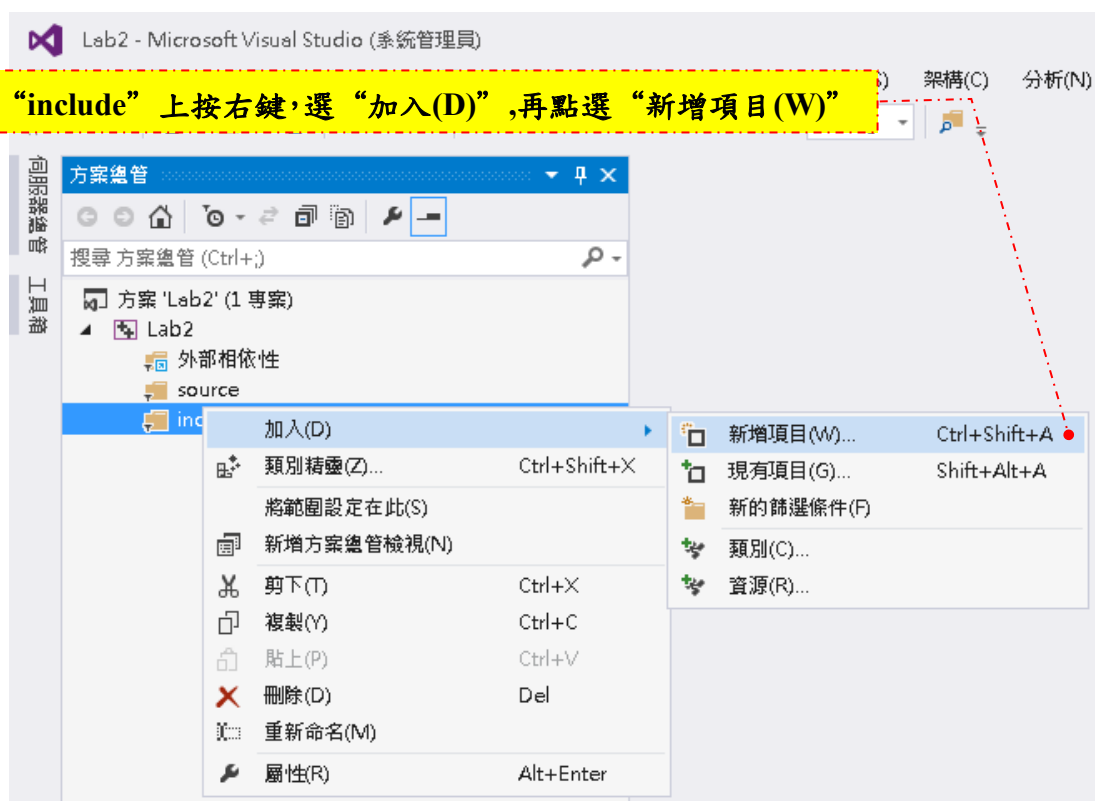 Lab2 - Microsoft Visual Studio (系統管理員)
架構(C) 分析(N)
“include”上按右鍵,選“加入(D)”,再點選“新增項目(W)”
伺服器總管
工具箱
方案總管
搜尋 方案總管 (Ctrl+;)
方案 'Lab2' (1 專案)
Lab2
外部相依性
source
inc
加入(D)
類別精靈(Z)... Ctrl+Shift+X
將範圍設定在此(S)
新增方案總管檢視(N)
剪下(T) Ctrl+X
複製(Y) Ctrl+C
貼上(P) Ctrl+V
刪除(D) Del
重新命名(M)
屬性(R) Alt+Enter
新增項目(W)... Ctrl+Shift+A
現有項目(G)... Shift+Alt+A
新的篩選條件(F)
類別(C)...
資源(R)...